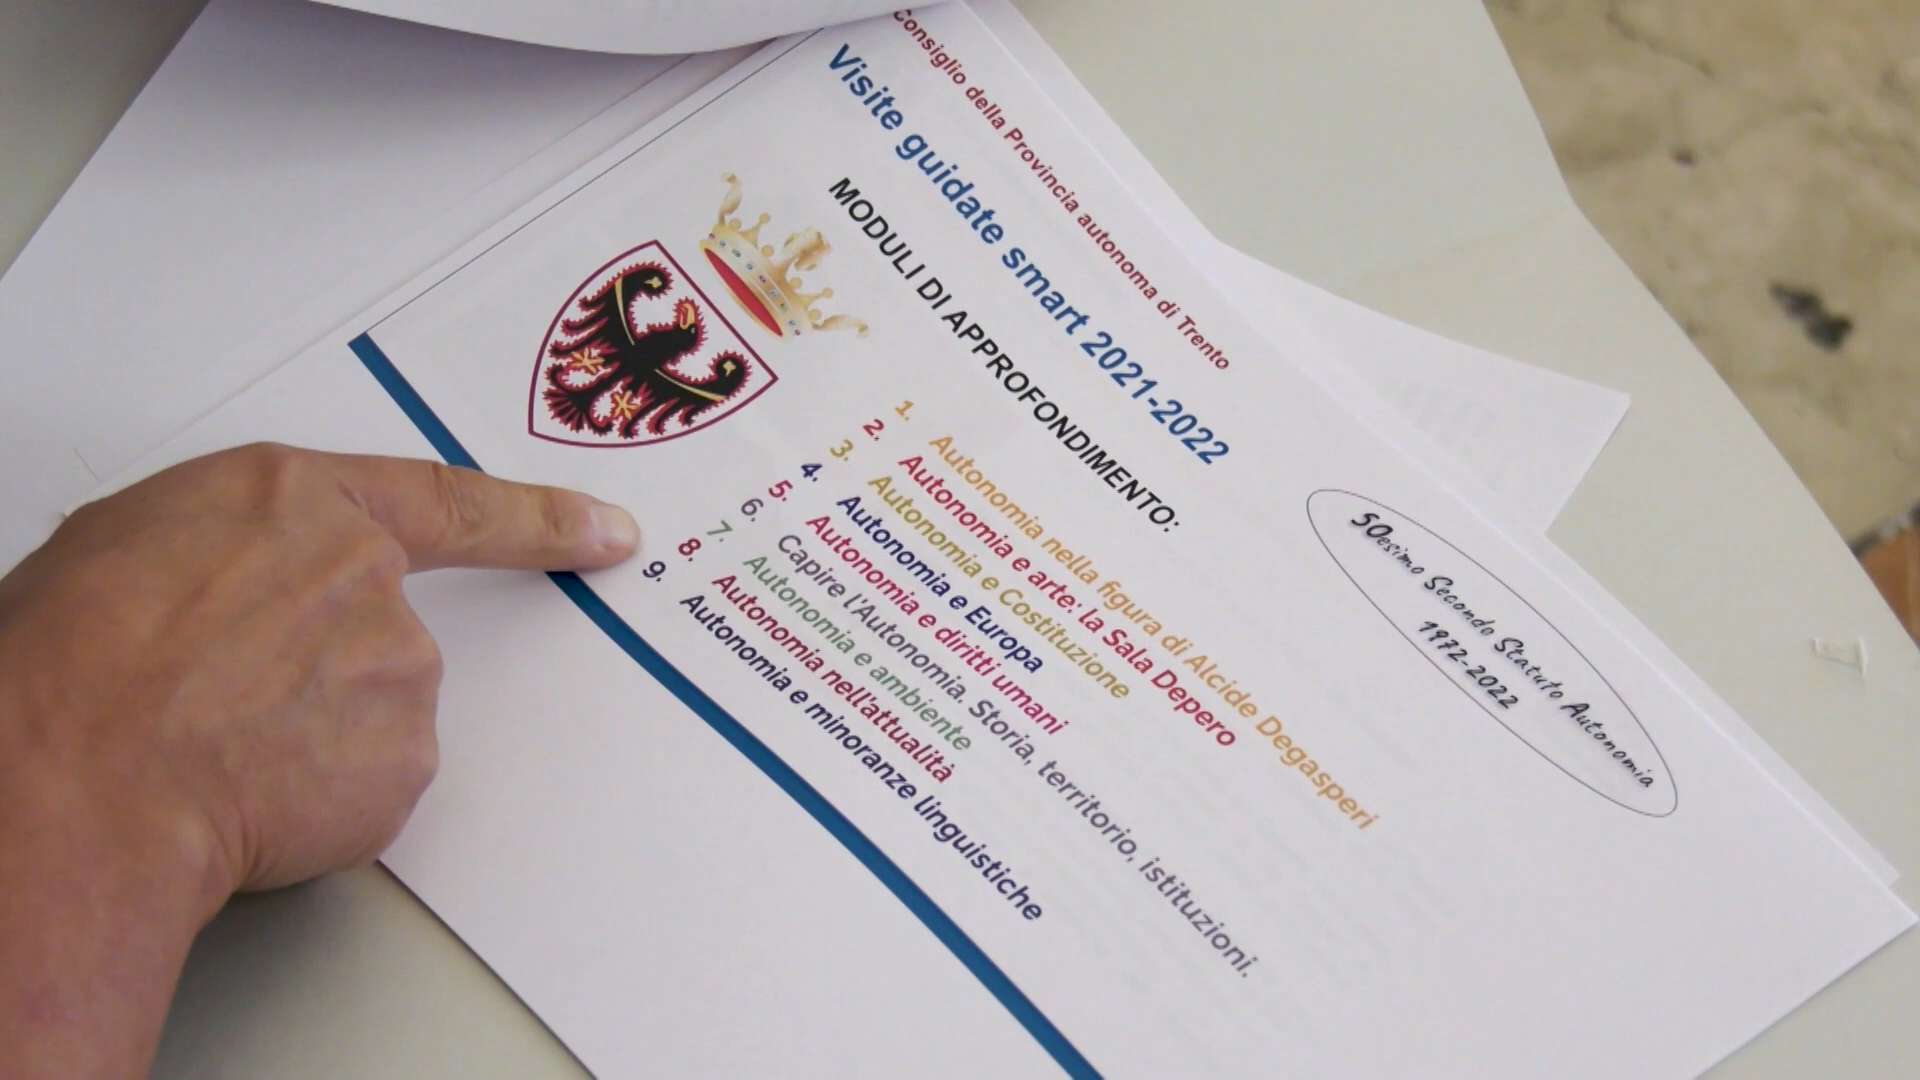 Consiglio della Provincia autonoma di Trento
Visite guidate smart 2021-2022
MODULI DI APPROFONDIMENTO:
1. Autonomia nella figura di Alcide Degasperi
2. Autonomia e arte: la Sala Depero
3. Autonomia e Costituzione
4. Autonomia e Europa
5. Autonomia e diritti umani
6. Capire l'Autonomia. Storia, territorio, istituzioni.
7. Autonomia e ambiente
8. Autonomia nell'attualità
9. Autonomia e minoranze linguistiche
50esimo Secondo Statuto Autonomia
1972-2022